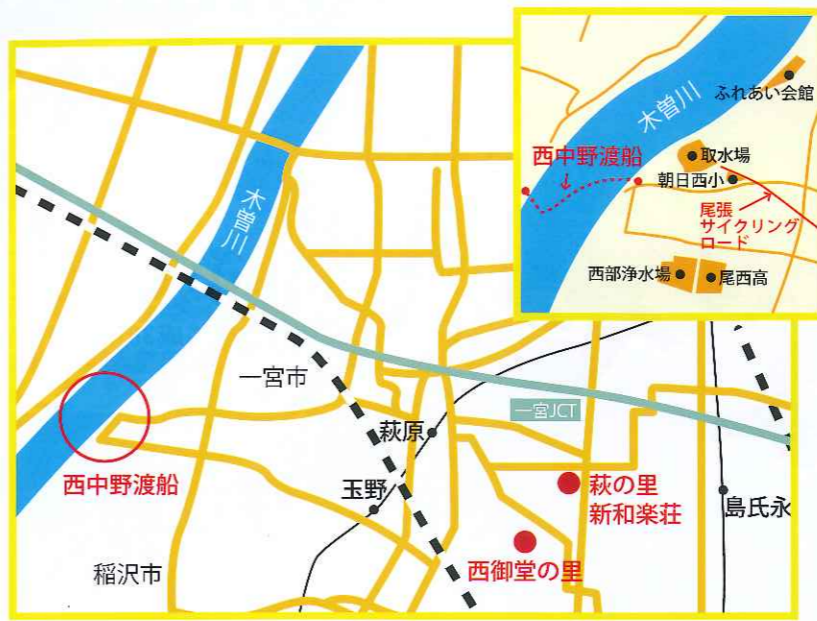 木曽川
ふれあい会館
取水場
西中野渡船
朝日西小
尾張
サイクリング
ロード
西部浄水場
尾西高
木曽川
一宮市
一宮JCT
萩原
西中野渡船
玉野
萩の里
新和楽荘
島氏永
西御堂の里
稲沢市